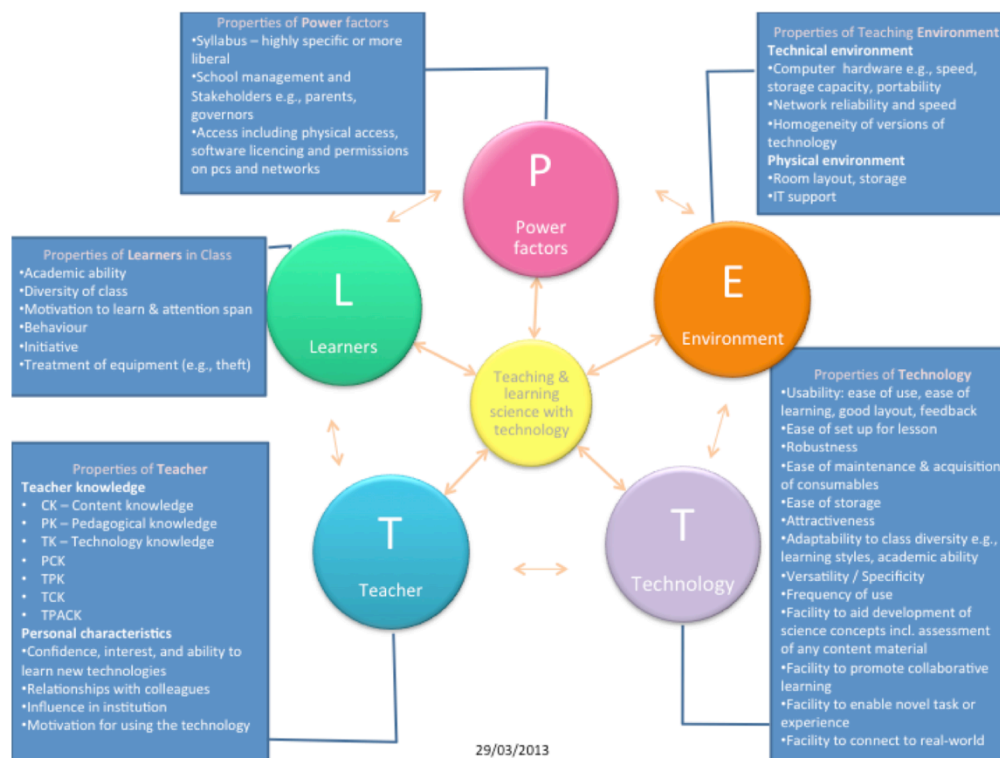 Properties of Power factors
•Syllabus – highly specific or more
liberal
•School management and
Stakeholders e.g., parents,
governors
•Access including physical access,
software licencing and permissions
on pcs and networks
Properties of Teaching Environment
Technical environment
•Computer hardware e.g., speed,
storage capacity, portability
•Network reliability and speed
•Homogeneity of versions of
technology
Physical environment
•Room layout, storage
•IT support
P
Power
factors
Properties of Learners in Class
•Academic ability
•Diversity of class
•Motivation to learn & attention span
•Behaviour
•Initiative
•Treatment of equipment (e.g., theft)
L
Learners
E
Environment
Teaching &
learning
science with
technology
Properties of Teacher
Teacher knowledge
• CK – Content knowledge
• PK – Pedagogical knowledge
• TK – Technology knowledge
• PCK
• TPK
• TCK
• TPACK
Personal characteristics
•Confidence, interest, and ability to
learn new technologies
•Relationships with colleagues
•Influence in institution
•Motivation for using the technology
T
Teacher
T
Technology
Properties of Technology
•Usability: ease of use, ease of
learning, good layout, feedback
•Ease of set up for lesson
•Robustness
•Ease of maintenance & acquisition
of consumables
•Ease of storage
•Attractiveness
•Adaptability to class diversity e.g.,
learning styles, academic ability
•Versatility / Specificity
•Frequency of use
•Facility to aid development of
science concepts incl. assessment
of any content material
•Facility to promote collaborative
learning
•Facility to enable novel task or
experience
•Facility to connect to real-world
29/03/2013